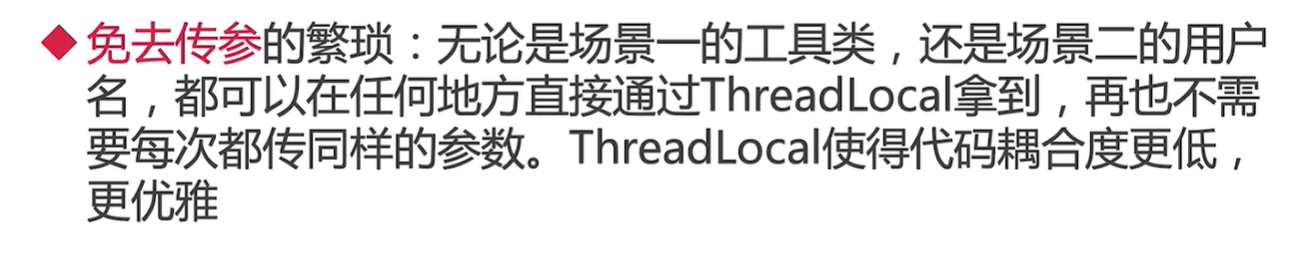 ◆免去传参的繁琐：无论是场景一的工具类，还是场景二的用户
名，都可以在任何地方直接通过ThreadLocal拿到，再也不需
要每次都传同样的参数。ThreadLocal使得代码耦合度更低，
更优雅